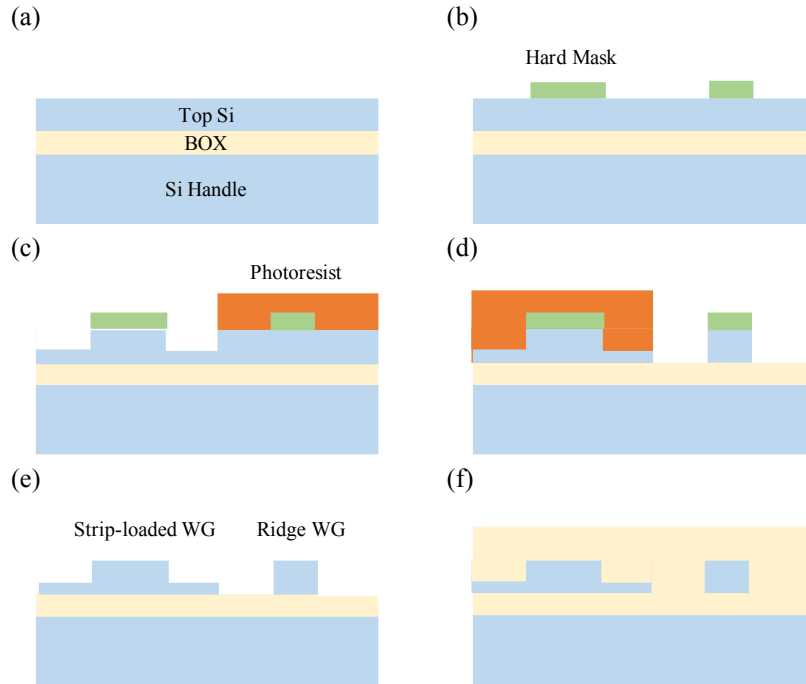 (a)
Top Si
BOX
Si Handle
(b)
Hard Mask
(c)
Photoresist
(d)
(e)
Strip-loaded WG Ridge WG
(f)